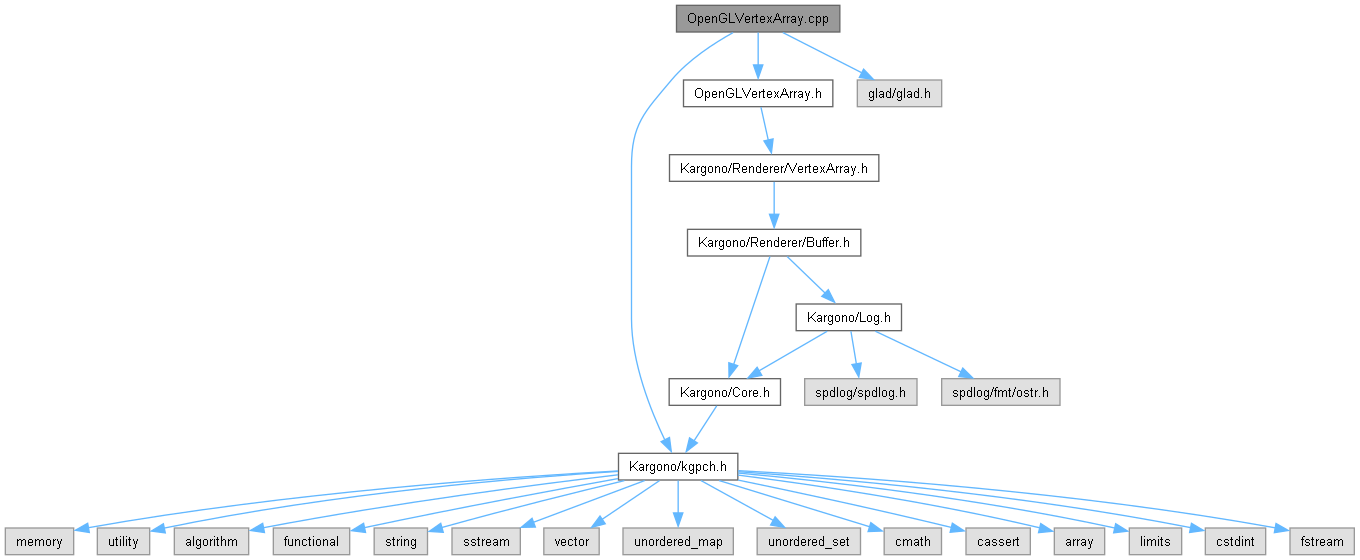 OpenGLVertexArray.cpp
OpenGLVertexArray.h
glad/glad.h
Kargono/Renderer/VertexArray.h
Kargono/Renderer/Buffer.h
Kargono/Log.h
Kargono/Core.h
spdlog/spdlog.h
spdlog/fmt/ostr.h
Kargono/kgpch.h
memory
utility
algorithm
functional
string
sstream
vector
unordered_map
unordered_set
cmath
cassert
array
limits
cstdint
fstream